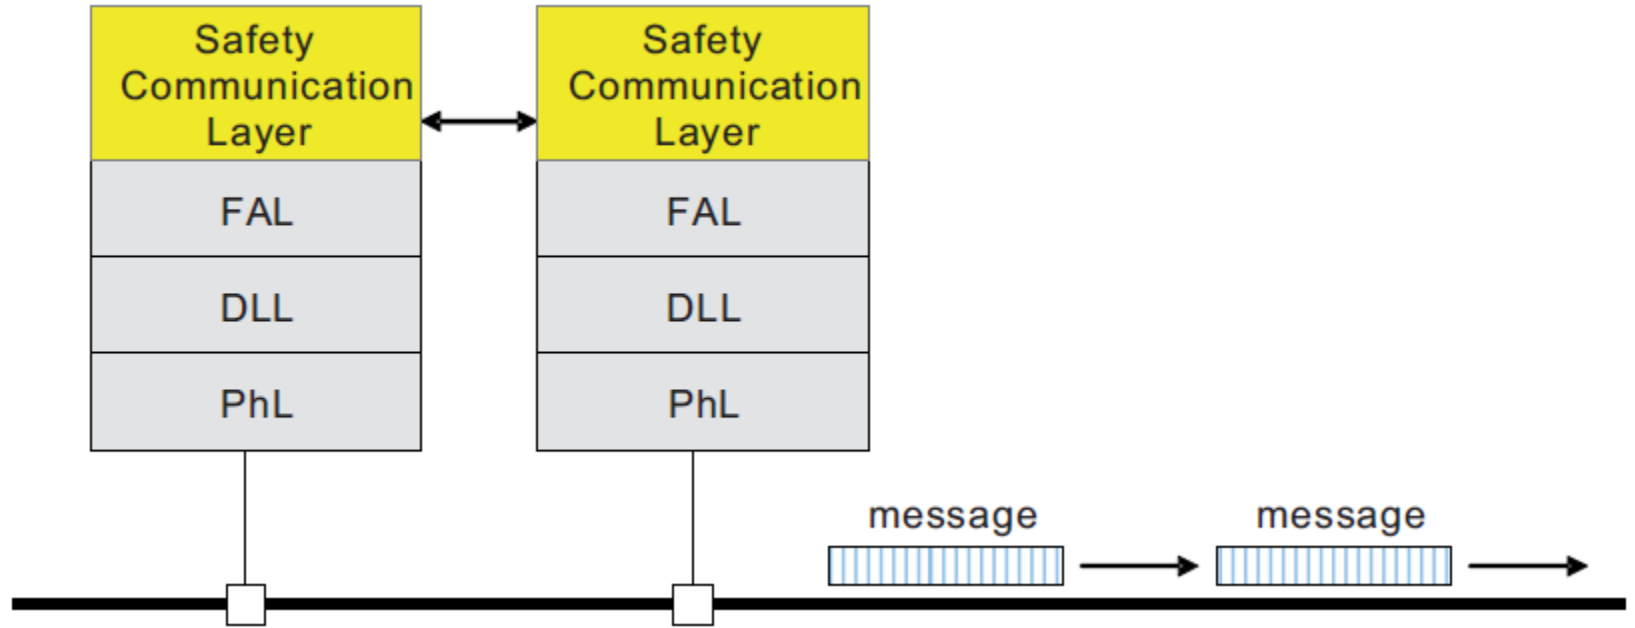 Safety
Communication
Layer
FAL
DLL
PhL
Safety
Communication
Layer
FAL
DLL
PhL
message
message